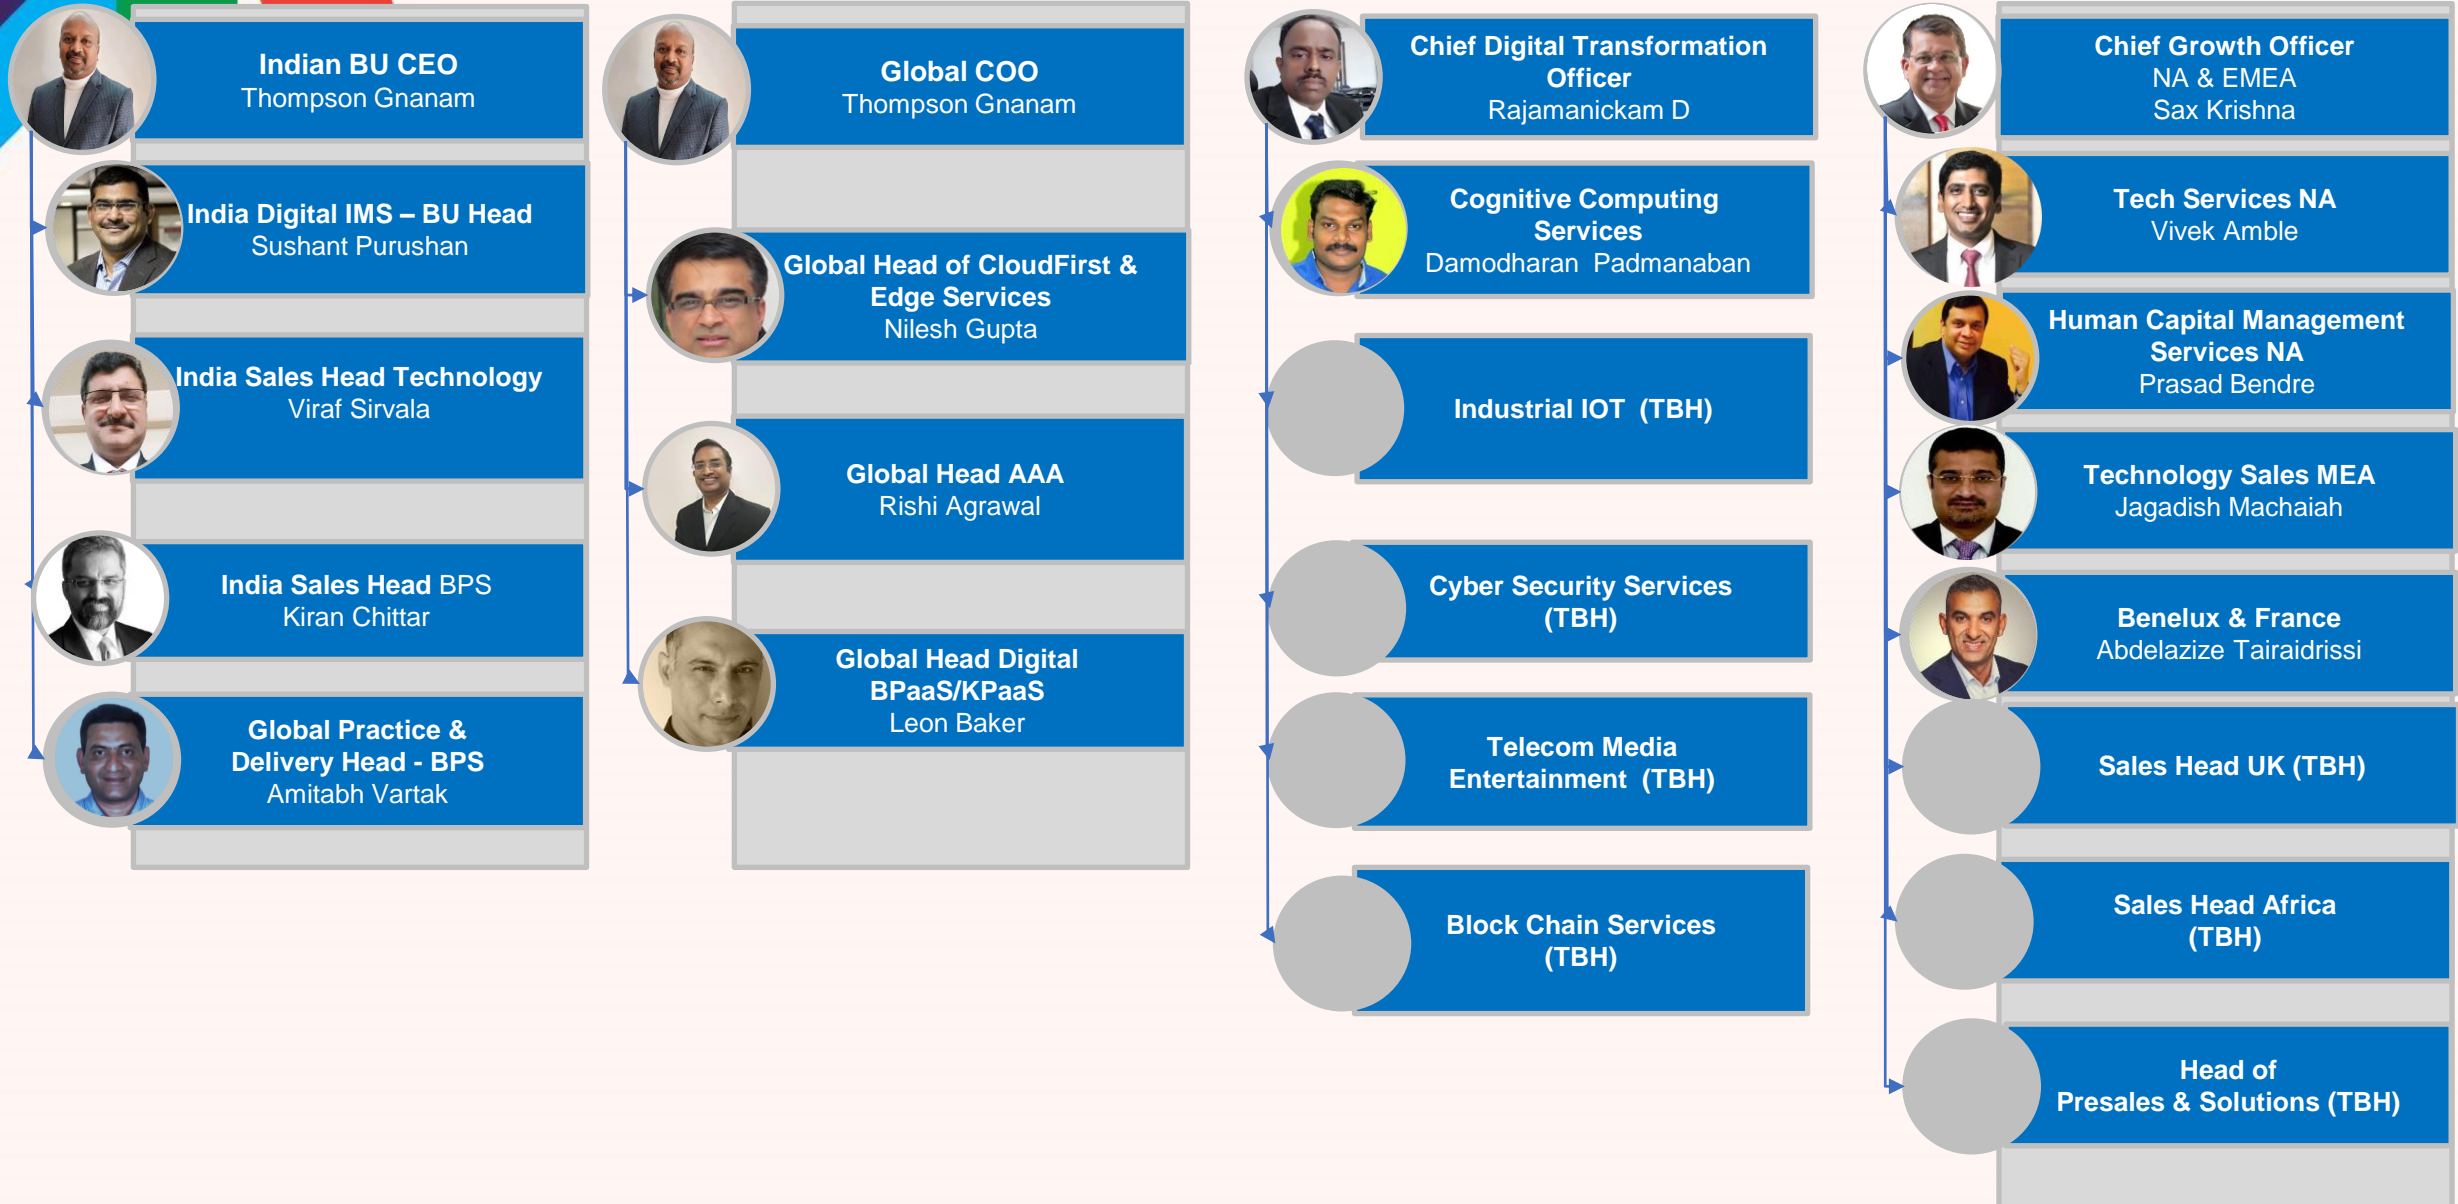 Indian BU CEO
Thompson Gnanam
India Digital IMS – BU Head
Sushant Purushan
India Sales Head Technology
Viraf Sirvala
India Sales Head BPS
Kiran Chittar
Global Practice &
Delivery Head - BPS
Amitabh Vartak
Global COO
Thompson Gnanam
Global Head of CloudFirst &
Edge Services
Nilesh Gupta
Global Head AAA
Rishi Agrawal
Global Head Digital
BPaaS/KPaaS
Leon Baker
Chief Digital Transformation
Officer
Rajamanickam D
Cognitive Computing
Services
Damodharan Padmanaban
Industrial IOT (TBH)
Cyber Security Services
(TBH)
Telecom Media
Entertainment (TBH)
Block Chain Services
(TBH)
Chief Growth Officer
NA & EMEA
Sax Krishna
Tech Services NA
Vivek Amble
Human Capital Management
Services NA
Prasad Bendre
Technology Sales MEA
Jagadish Machaiah
Benelux & France
Abdelazize Tairaidrissi
Sales Head UK (TBH)
Sales Head Africa
(TBH)
Head of
Presales & Solutions (TBH)